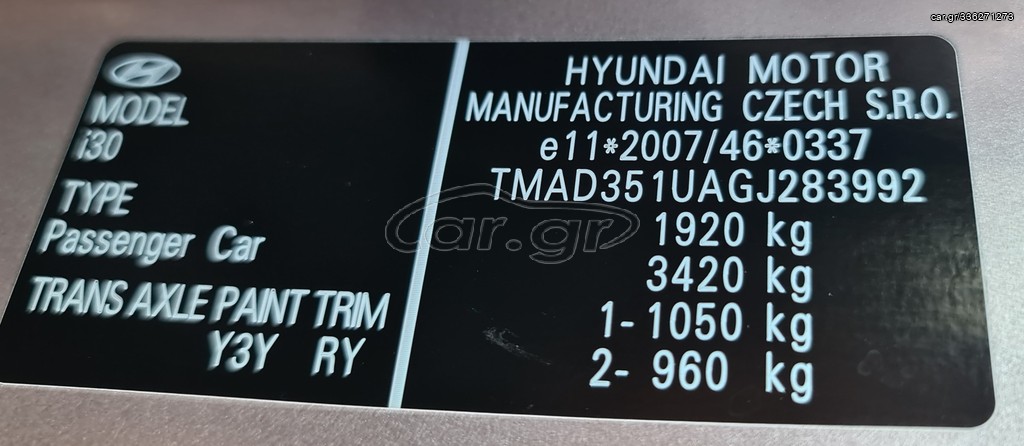 car.gr/336271273
MODEL
i30
TYPE
Passenger Car
TRANS AXLE PAINT TRIM
Y3Y RY
HYUNDAI MOTOR
MANUFACTURING CZECH S.R.O.
e11*2007/46*0337
TMAD351UAGJ283992
1920 kg
3420 kg
1- 1050 kg
2- 960 kg
car.gr